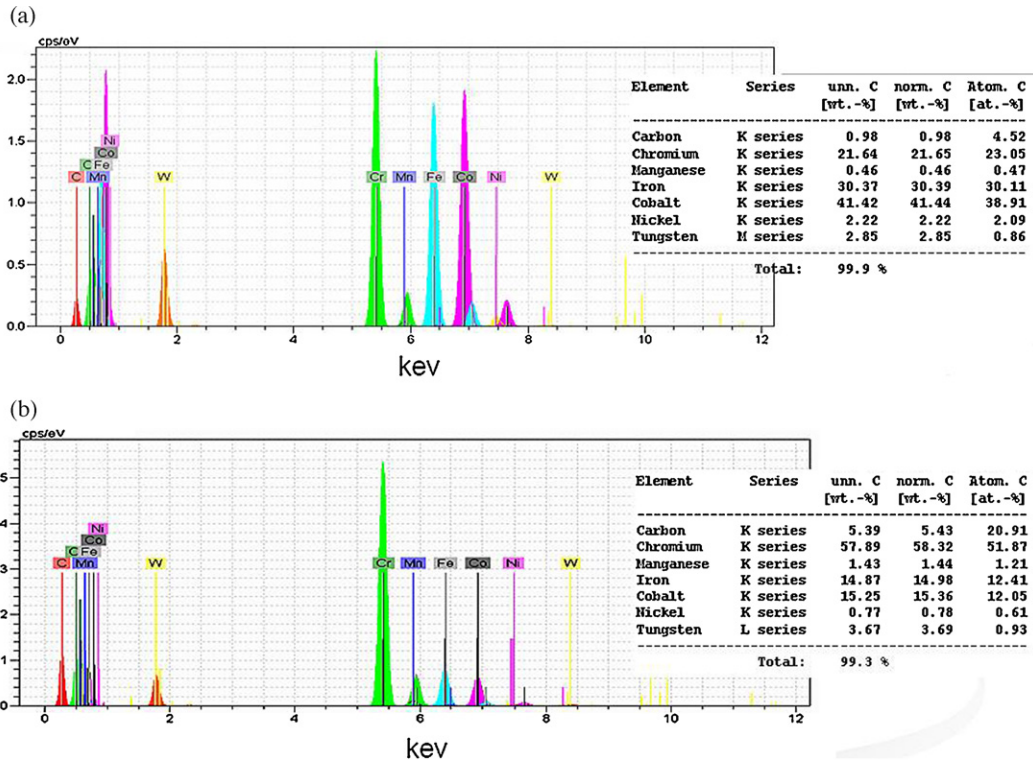 (a)
cps/eV
2.0
1.5
1.0
0.5
0.0
Ni
Co
C Fe
C Mn W Cr Mn Fe Co Ni W
0 2 4 6 8 10 12
kev
Element Series unn. C norm. C Atom. C
[wt.-%] [wt.-%] [at.-%]
Carbon K series 0.98 0.98 4.52
Chromium K series 21.64 21.65 23.05
Manganese K series 0.46 0.46 0.47
Iron K series 30.37 30.39 30.11
Cobalt K series 41.42 41.44 38.91
Nickel K series 2.22 2.22 2.09
Tungsten M series 2.85 2.85 0.86
Total: 99.9 %
(b)
cps/eV
5
4
3
2
1
0
Ni
Co
C Fe
C Mn W Cr Mn Fe Co Ni W
0 2 4 6 8 10 12
kev
Element Series unn. C norm. C Atom. C
[wt.-%] [wt.-%] [at.-%]
Carbon K series 5.39 5.43 20.91
Chromium K series 57.89 58.32 51.87
Manganese K series 1.43 1.44 1.21
Iron K series 14.87 14.98 12.41
Cobalt K series 15.25 15.36 12.05
Nickel K series 0.77 0.78 0.61
Tungsten L series 3.67 3.69 0.93
Total: 99.3 %